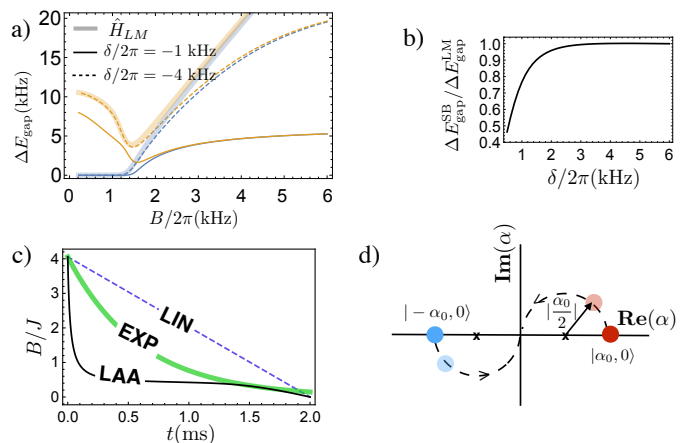 a)
20
15
10
5
0
ΔE_gap(kHz)
Ĥ_LM
δ/2π = −1 kHz
δ/2π = −4 kHz
0 1 2 3 4 5 6
B/2π(kHz)
b)
ΔE^SB_gap/ΔE^LM_gap
1.0
0.9
0.8
0.7
0.6
0.5
0.4
1 2 3 4 5 6
δ/2π(kHz)
c)
4
3
2
1
0
B/J
LIN
EXP
LAA
0.0 0.5 1.0 1.5 2.0
t(ms)
d)
Im(α)
|−α₀, 0⟩
|α₀/2|
Re(α)
x x
|α₀, 0⟩